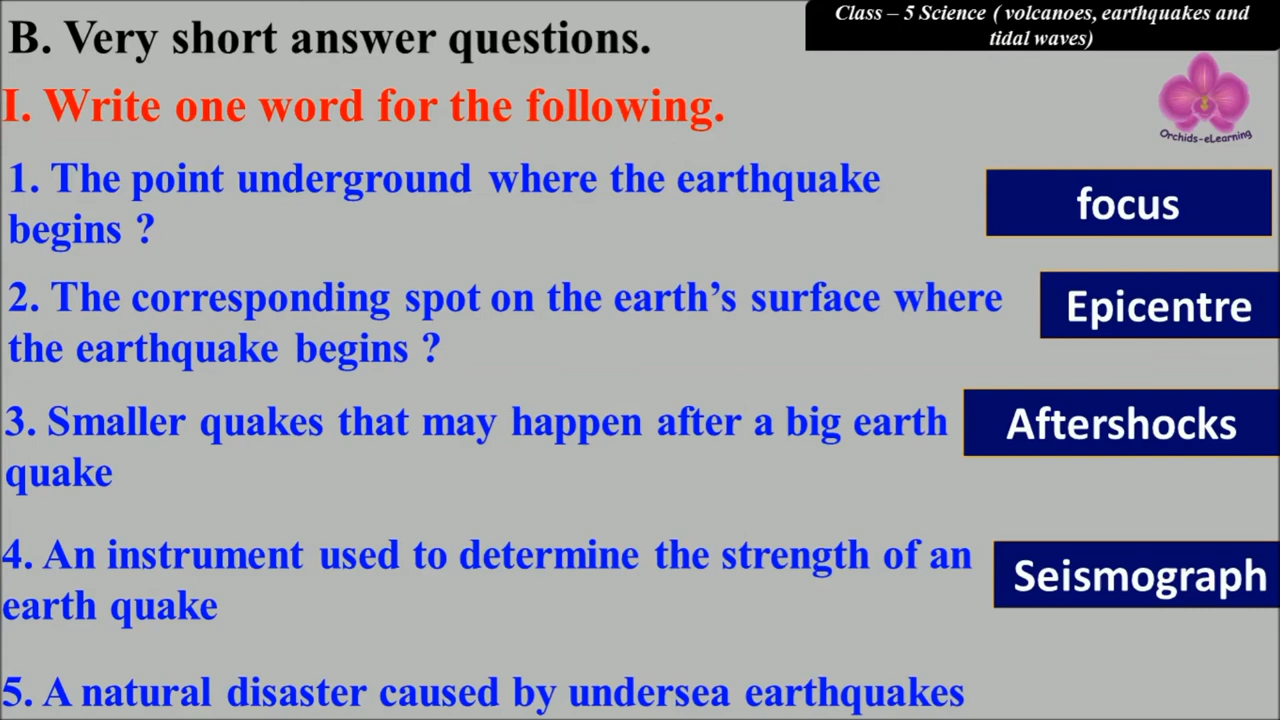 B. Very short answer questions.
Class – 5 Science ( volcanoes, earthquakes and
tidal waves)
Orchids-eLearning
I. Write one word for the following.
1. The point underground where the earthquake
begins ?
focus
2. The corresponding spot on the earth’s surface where
the earthquake begins ?
Epicentre
3. Smaller quakes that may happen after a big earth
quake
Aftershocks
4. An instrument used to determine the strength of an
earth quake
Seismograph
5. A natural disaster caused by undersea earthquakes